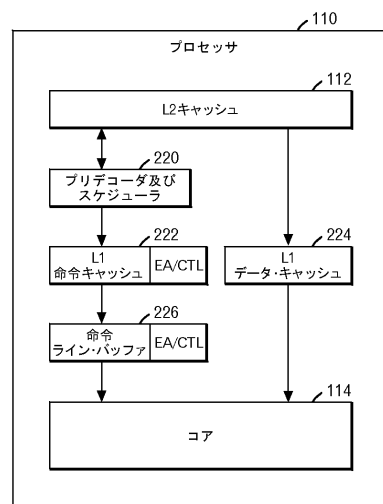 110
プロセッサ
112
L2キャッシュ
220
プリデコーダ及び
スケジューラ
222
L1
命令キャッシュ
EA/CTL
224
L1
データ・キャッシュ
226
命令
ライン・バッファ
EA/CTL
114
コア